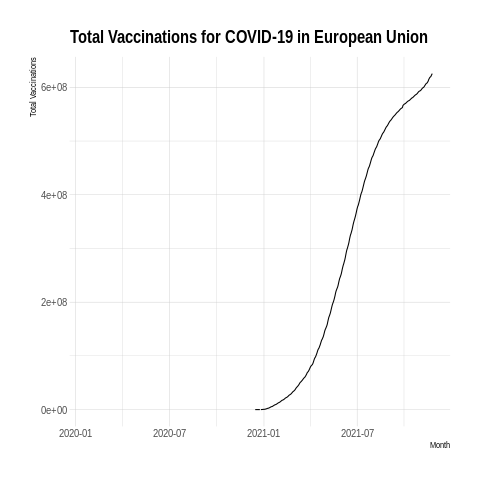 Total Vaccinations for COVID-19 in European Union
Total Vaccinations
6e+08
4e+08
2e+08
0e+00
2020-01 2020-07 2021-01 2021-07
Month